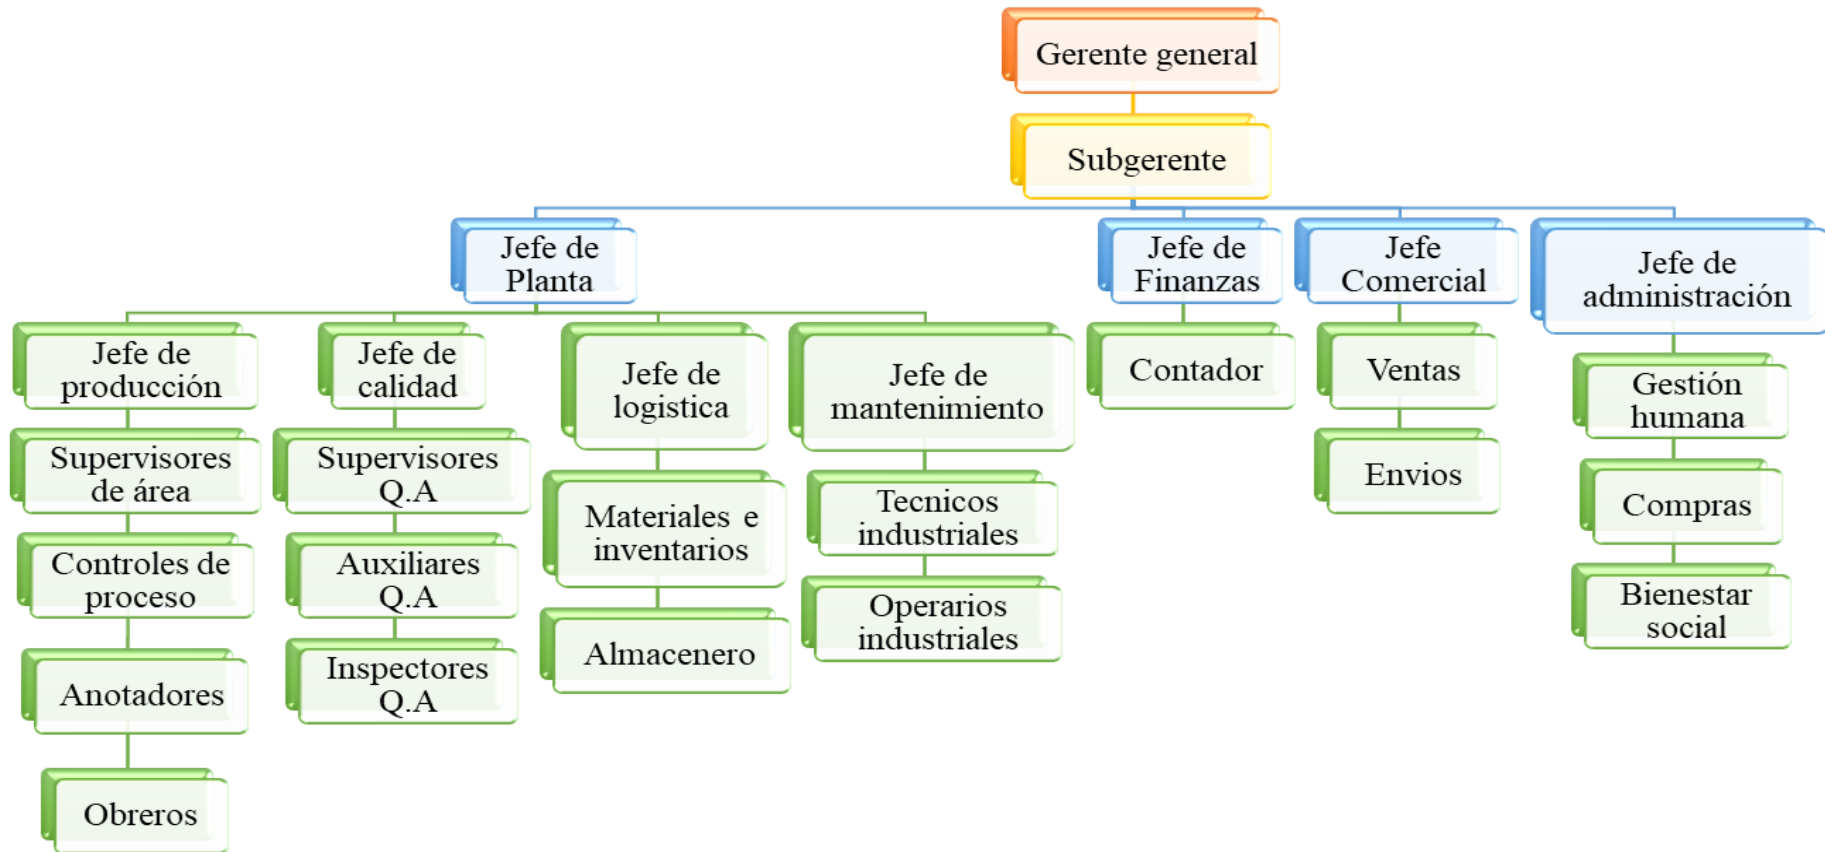 Gerente general
Subgerente
Jefe de
Planta
Jefe de
Finanzas
Jefe
Comercial
Jefe de
administración
Jefe de
producción
Jefe de
calidad
Jefe de
logistica
Jefe de
mantenimiento
Contador
Ventas
Gestión
humana
Supervisores
de área
Supervisores
Q.A
Materiales e
inventarios
Tecnicos
industriales
Envios
Compras
Controles de
proceso
Auxiliares
Q.A
Almacenero
Operarios
industriales
Bienestar
social
Anotadores
Inspectores
Q.A
Obreros